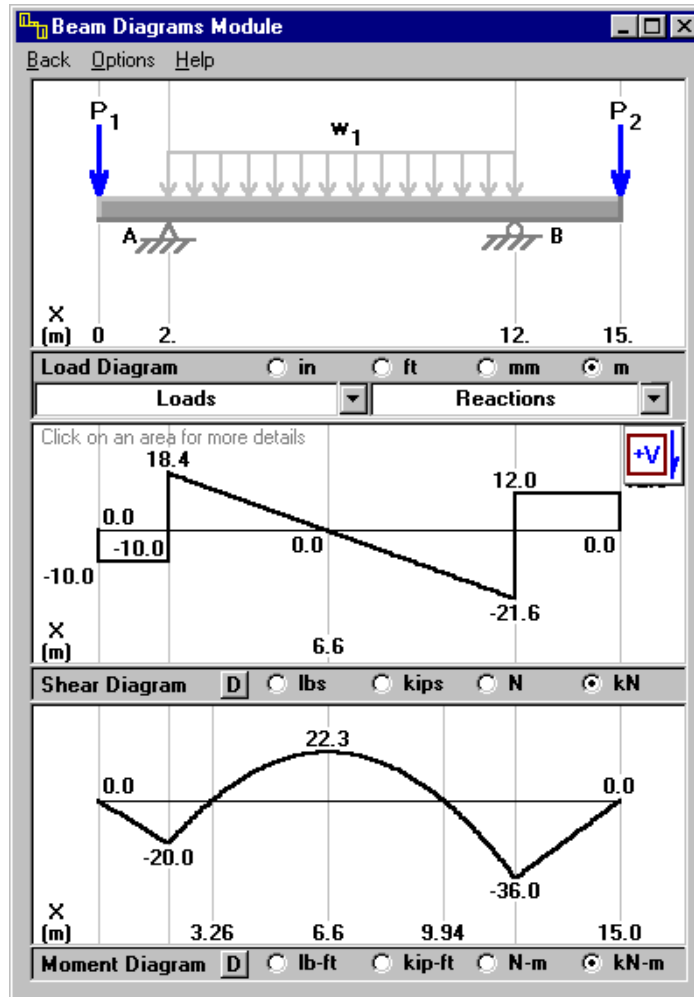 Beam Diagrams Module
Back Options Help
P1 w1 P2
A B
X
(m) 0 2. 12. 15.
Load Diagram in ft mm m
Loads Reactions
Click on an area for more details
+V
18.4 12.0
0.0
-10.0 0.0 0.0
-10.0
-21.6
X
(m) 6.6
Shear Diagram D lbs kips N kN
22.3
0.0 0.0
-20.0
-36.0
X
(m) 3.26 6.6 9.94 15.0
Moment Diagram D lb-ft kip-ft N-m kN-m